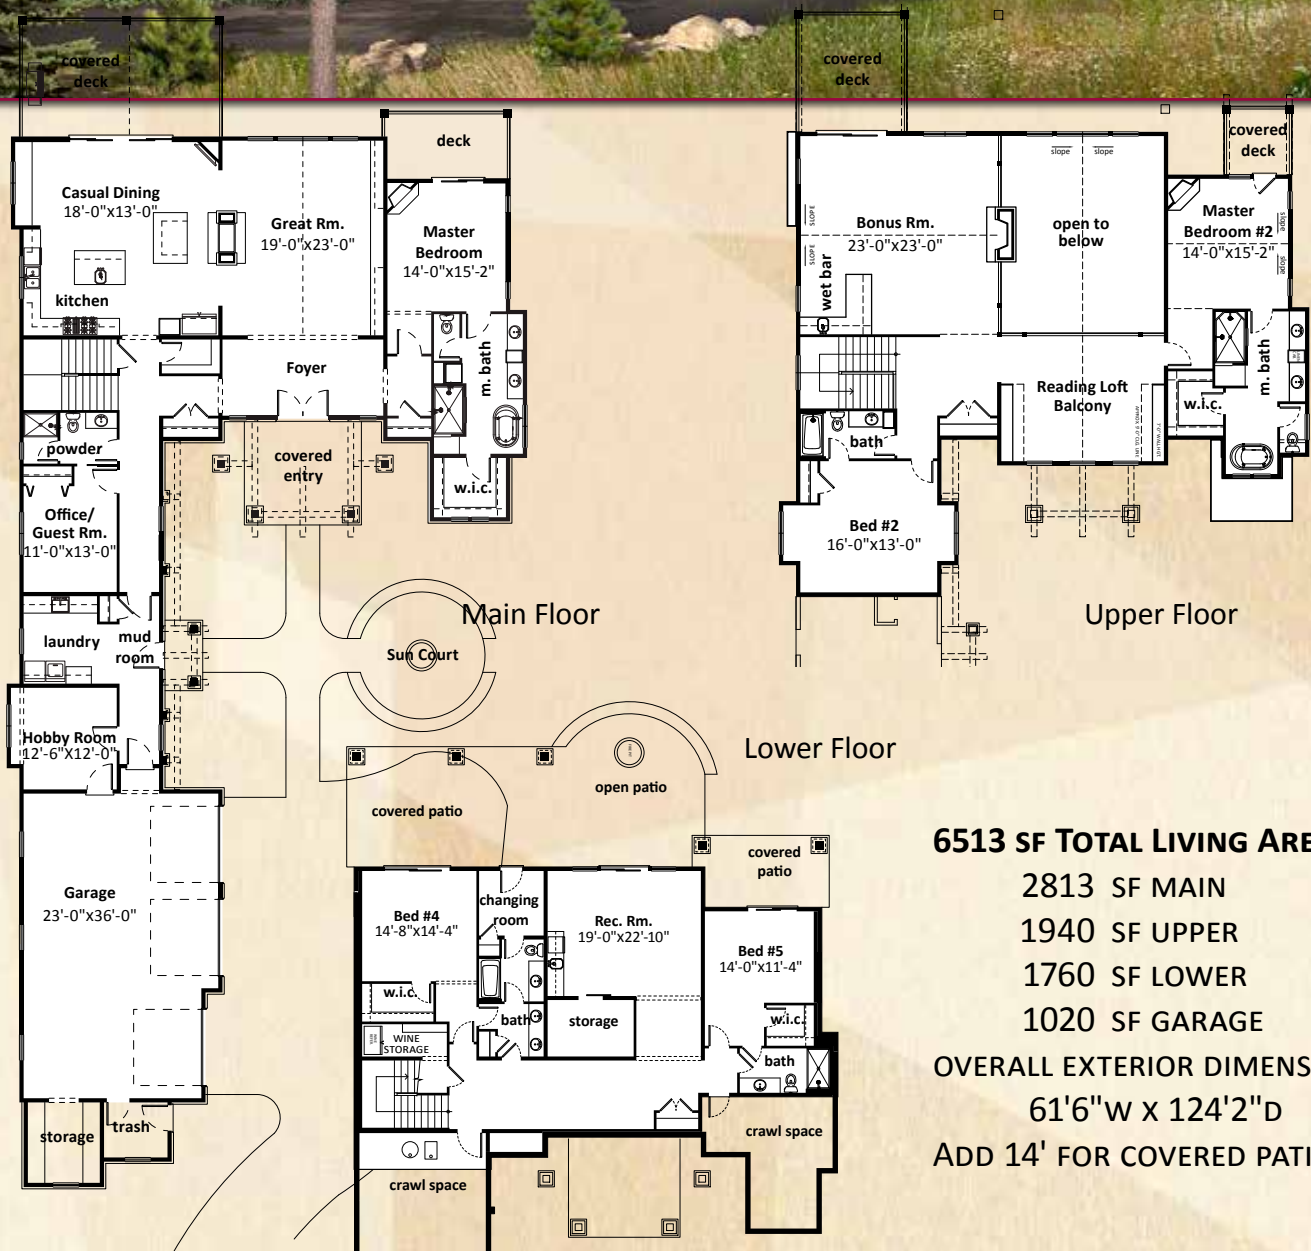 covered
deck
deck
Casual Dining
18'-0"x13'-0"
Great Rm.
19'-0"x23'-0"
Master
Bedroom
14'-0"x15'-2"
kitchen
m. bath
Foyer
powder
covered
entry
w.i.c.
Office/
Guest Rm.
11'-0"x13'-0"
laundry
mud
room
Sun Court
Main Floor
Hobby Room
12'-6"X12'-0"
Garage
23'-0"x36'-0"
storage
trash
covered
deck
covered
deck
slope
slope
SLOPE
SLOPE
Bonus Rm.
23'-0"x23'-0"
wet bar
open to
below
Master
Bedroom #2
14'-0"x15'-2"
slope
slope
m. bath
Reading Loft
Balcony
w.i.c.
bath
Bed #2
16'-0"x13'-0"
Upper Floor
Lower Floor
open patio
covered patio
covered
patio
Bed #4
14'-8"x14'-4"
changing
room
Rec. Rm.
19'-0"x22'-10"
Bed #5
14'-0"x11'-4"
w.i.c.
bath
storage
w.i.c.
WINE
STORAGE
bath
crawl space
crawl space
6513 SF TOTAL LIVING ARE
2813 SF MAIN
1940 SF UPPER
1760 SF LOWER
1020 SF GARAGE
OVERALL EXTERIOR DIMENS
61'6"W X 124'2"D
ADD 14' FOR COVERED PATI